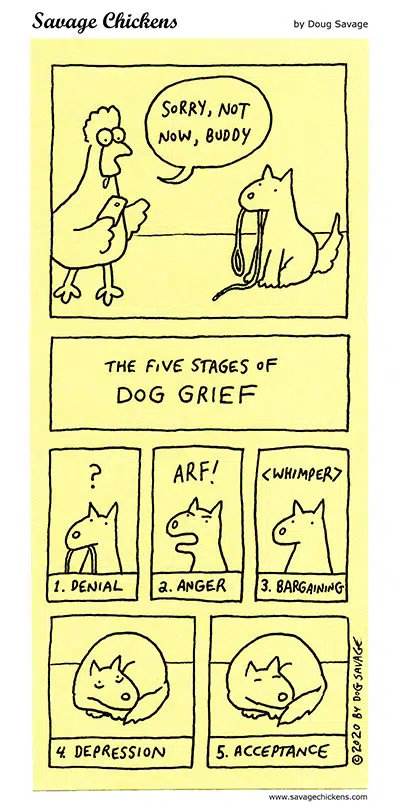 Savage Chickens
by Doug Savage
SORRY, NOT
NOW, BUDDY
THE FIVE STAGES OF
DOG GRIEF
?
ARF!
<WHIMPER>
1. DENIAL
2. ANGER
3. BARGAINING
4. DEPRESSION
5. ACCEPTANCE
© 2020 BY DOG SAVAGE
www.savagechickens.com